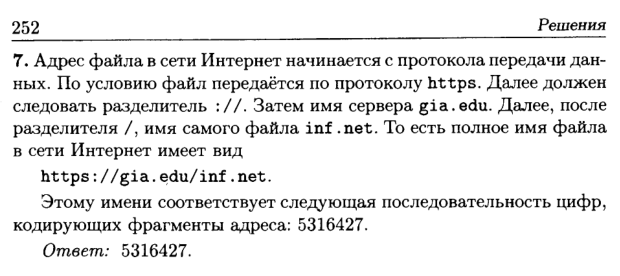 252 Решения
7. Адрес файла в сети Интернет начинается с протокола передачи дан-
ных. По условию файл передаётся по протоколу https. Далее должен
следовать разделитель ://. Затем имя сервера gia.edu. Далее, после
разделителя /, имя самого файла inf.net. То есть полное имя файла
в сети Интернет имеет вид
https://gia.edu/inf.net.
Этому имени соответствует следующая последовательность цифр,
кодирующих фрагменты адреса: 5316427.
Ответ: 5316427.